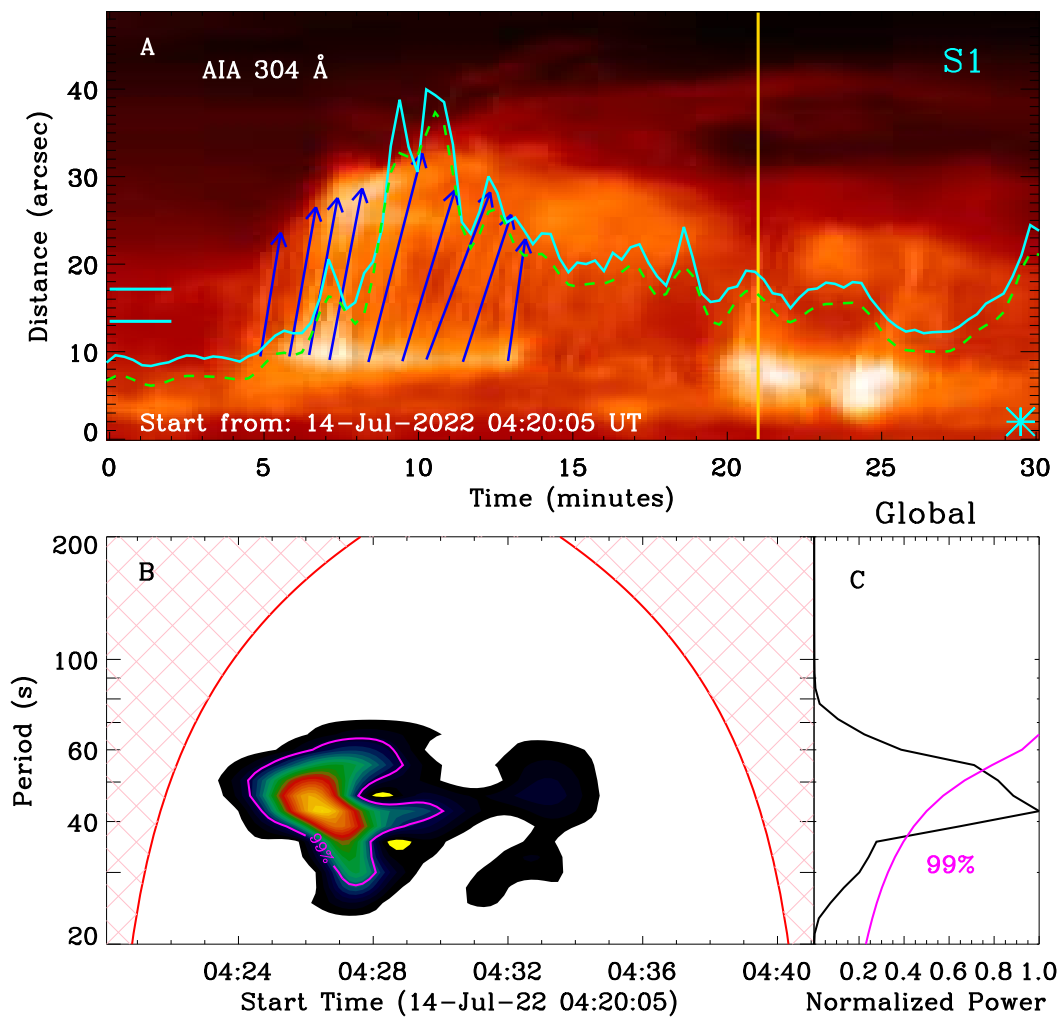 A
AIA 304 Å
S1
40
30
20
10
0
Distance (arcsec)
Start from: 14-Jul-2022 04:20:05 UT
0 5 10 15 20 25 30
Time (minutes)
Global
B
C
200
100
60
40
20
Period (s)
99%
99%
04:24 04:28 04:32 04:36 04:40
0.2 0.4 0.6 0.8 1.0
Start Time (14-Jul-22 04:20:05)
Normalized Power